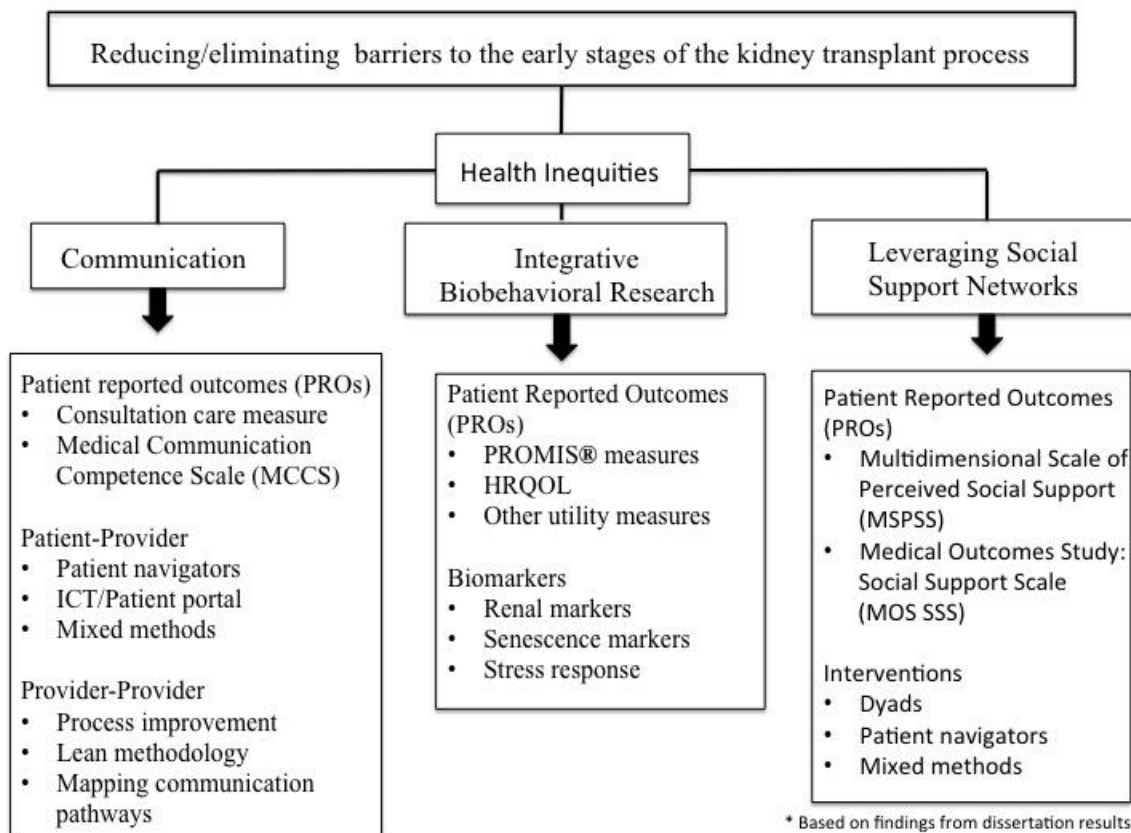 Reducing/eliminating barriers to the early stages of the kidney transplant process
Health Inequities
Communication
Integrative
Biobehavioral Research
Leveraging Social
Support Networks
Patient reported outcomes (PROs)
• Consultation care measure
• Medical Communication
Competence Scale (MCCS)
Patient-Provider
• Patient navigators
• ICT/Patient portal
• Mixed methods
Provider-Provider
• Process improvement
• Lean methodology
• Mapping communication
pathways
Patient Reported Outcomes
(PROs)
• PROMIS® measures
• HRQOL
• Other utility measures
Biomarkers
• Renal markers
• Senescence markers
• Stress response
Patient Reported Outcomes
(PROs)
• Multidimensional Scale of
Perceived Social Support
(MSPSS)
• Medical Outcomes Study:
Social Support Scale
(MOS SSS)
Interventions
• Dyads
• Patient navigators
• Mixed methods
* Based on findings from dissertation results